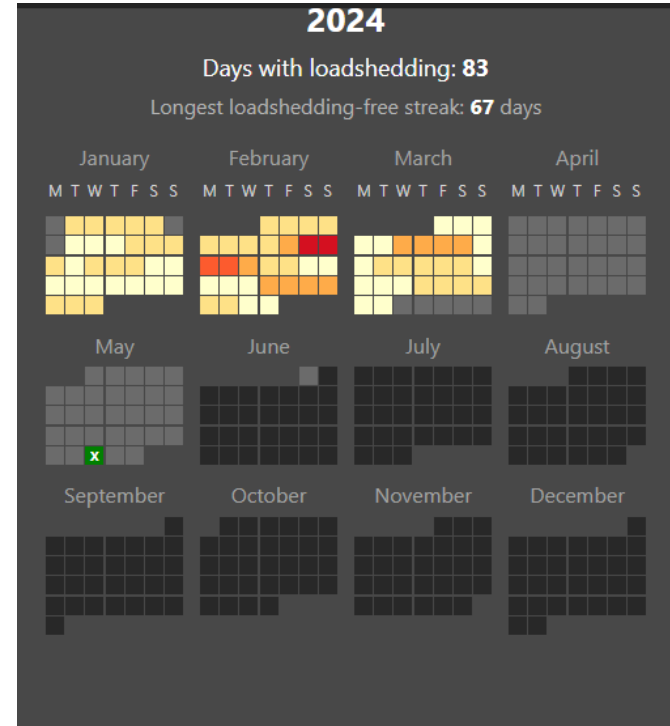 2024
Days with loadshedding: 83
Longest loadshedding-free streak: 67 days
January February March April
M T W T F S S M T W T F S S M T W T F S S M T W T F S S
May June July August
X
September October November December